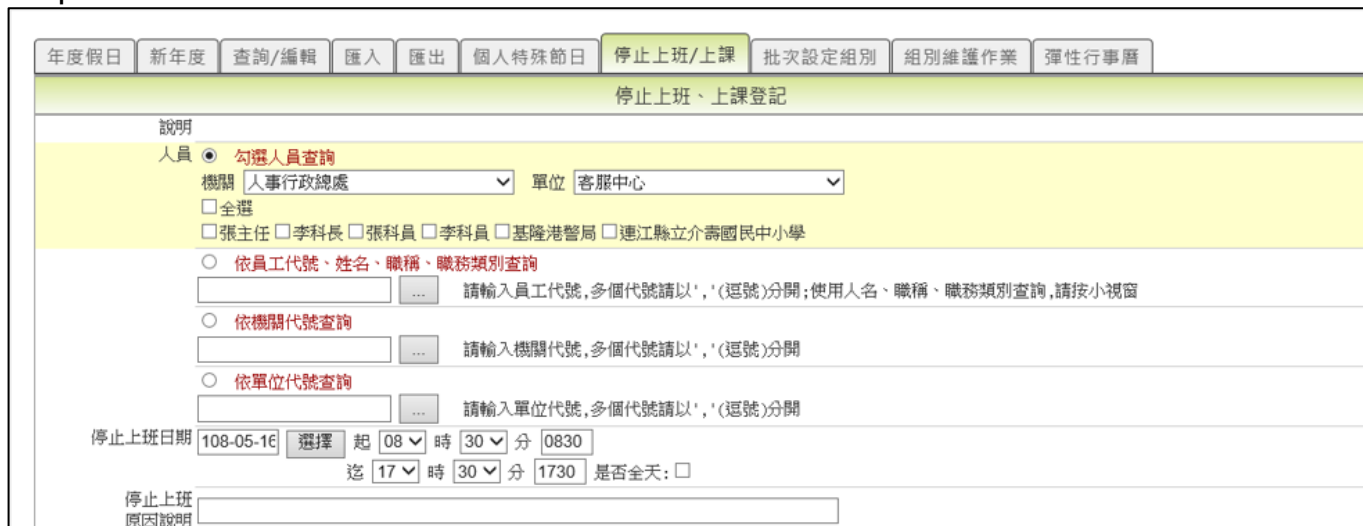 年度假日 新年度 查詢/編輯 匯入 匯出 個人特殊節日 停止上班/上課 批次設定組別 組別維護作業 彈性行事曆
停止上班、上課登記
說明
人員 勾選人員查詢
機關 人事行政總處 單位 客服中心
全選
張主任 李科長 張科員 李科員 基隆港警局 連江縣立介壽國民中小學
依員工代號、姓名、職稱、職務類別查詢
... 請輸入員工代號,多個代號請以','(逗號)分開;使用人名、職稱、職務類別查詢,請按小視窗
依機關代號查詢
... 請輸入機關代號,多個代號請以','(逗號)分開
依單位代號查詢
... 請輸入單位代號,多個代號請以','(逗號)分開
停止上班日期 108-05-16 選擇 起 08 時 30 分 0830
迄 17 時 30 分 1730 是否全天:
停止上班
原因說明